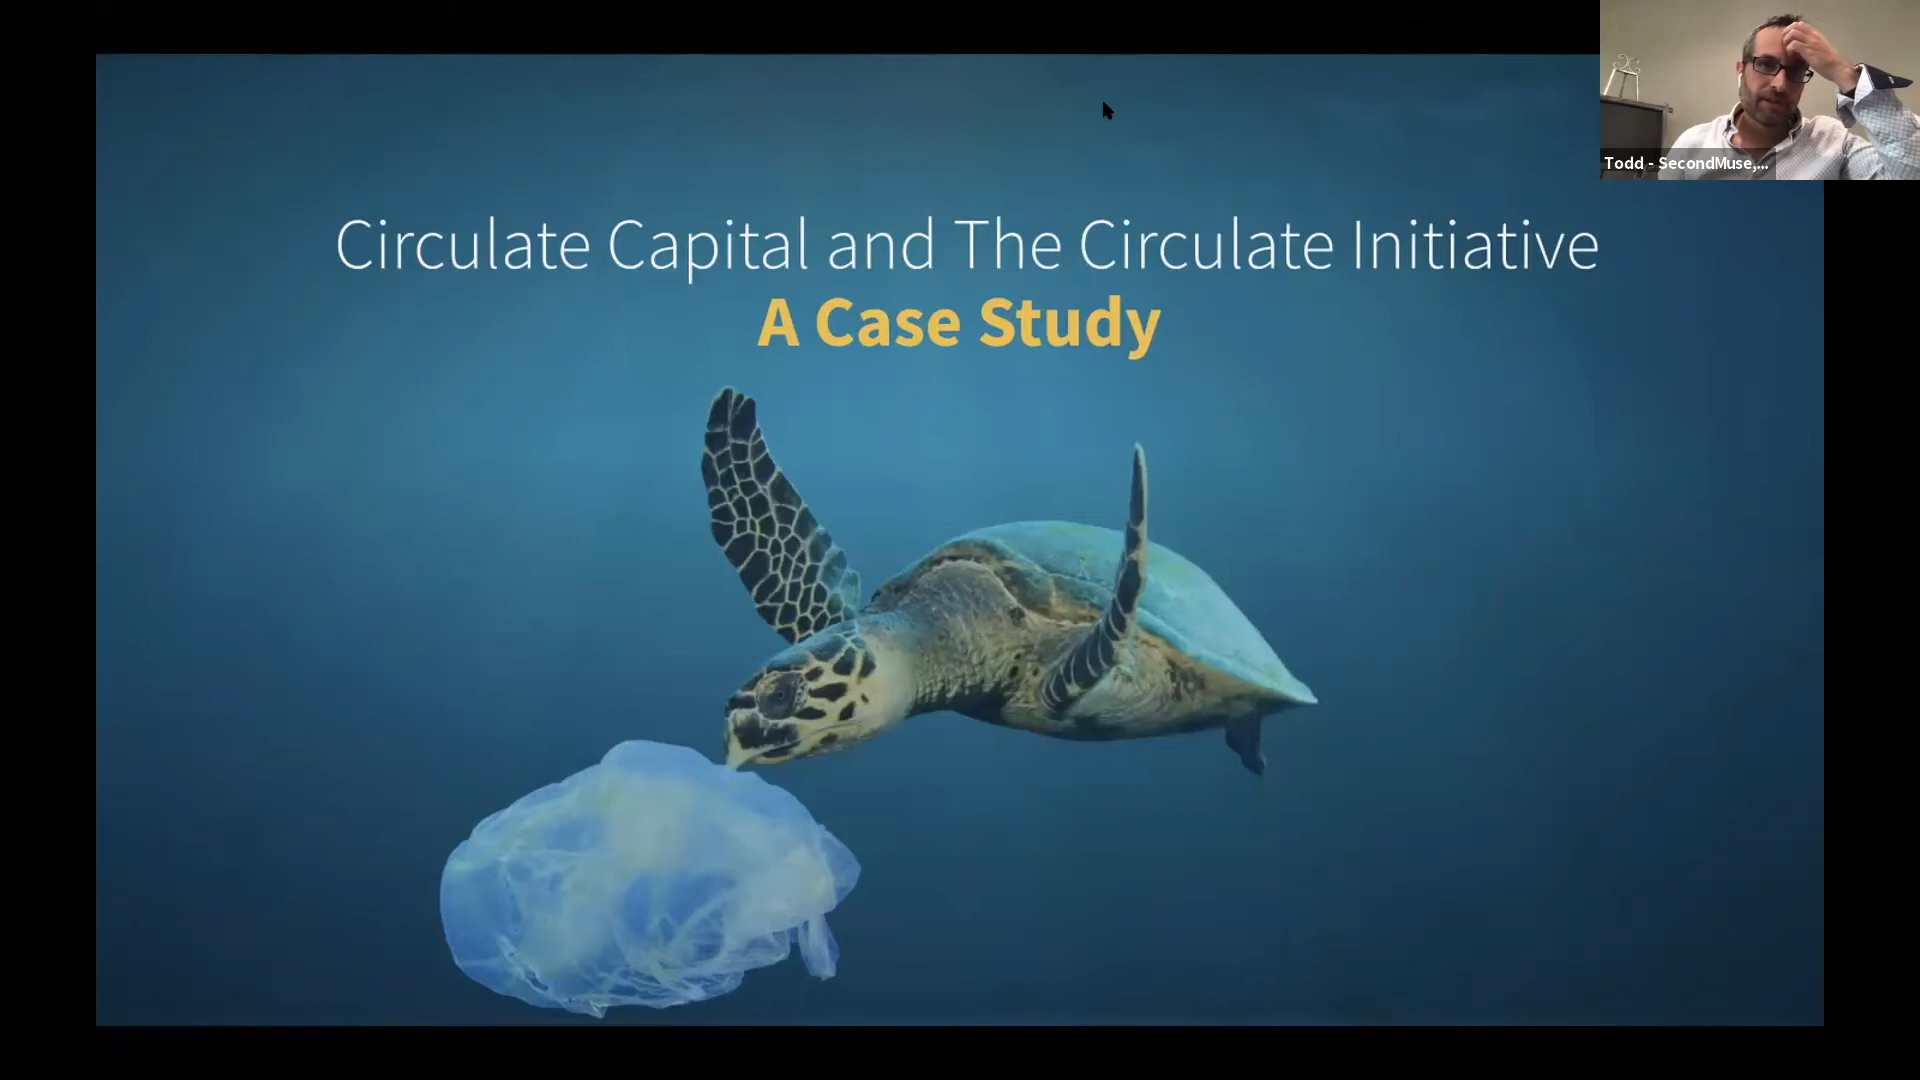 Circulate Capital and The Circulate Initiative
A Case Study
Todd - SecondMuse,...